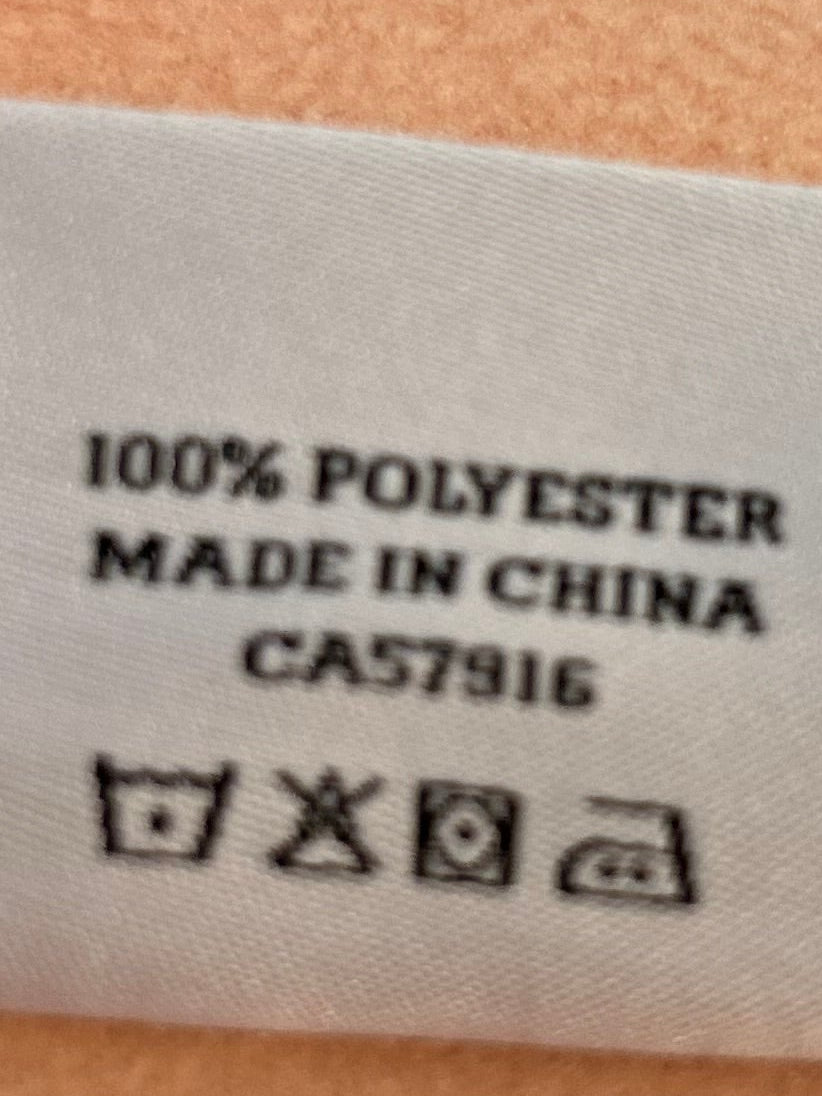 100% POLYESTER
MADE IN CHINA
CA57916